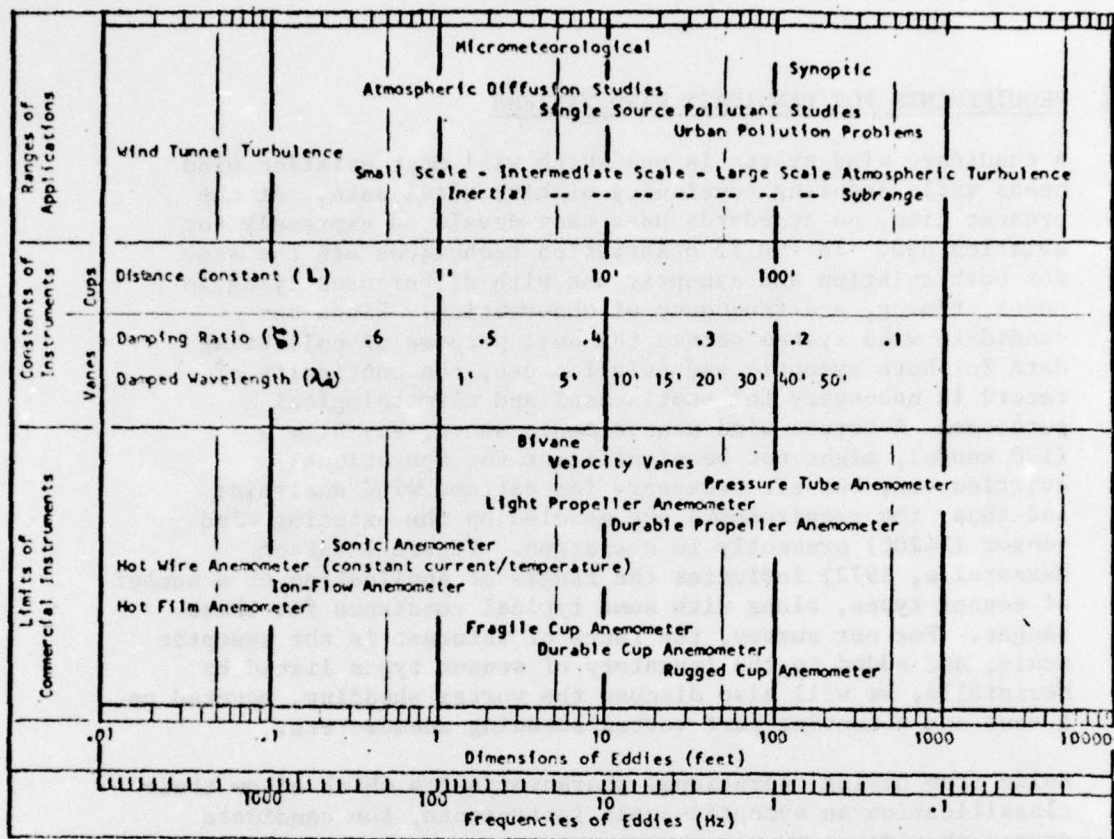 Micrometeorological
Synoptic
Atmospheric Diffusion Studies
Single Source Pollutant Studies
Urban Pollution Problems
Wind Tunnel Turbulence
Small Scale - Intermediate Scale - Large Scale Atmospheric Turbulence
Inertial - - - - - - - - Subrange
Ranges of Applications
Constants of Instruments
Cups
Distance Constant (L) 1' 10' 100'
Vanes
Damping Ratio (ζ) .6 .5 .4 .3 .2
Damped Wavelength (λd) 1' 5' 10' 15' 20' 30' 40' 50'
Limits of Commercial Instruments
Bivane
Velocity Vanes
Pressure Tube Anemometer
Light Propeller Anemometer
Durable Propeller Anemometer
Sonic Anemometer
Hot Wire Anemometer (constant current/temperature)
Ion Flow Anemometer
Hot Film Anemometer
Fragile Cup Anemometer
Durable Cup Anemometer
Rugged Cup Anemometer
.01 .1 1 10 100 1000 10000
Dimensions of Eddies (feet)
1000 100 10 1 .1
Frequencies of Eddies (Hz)